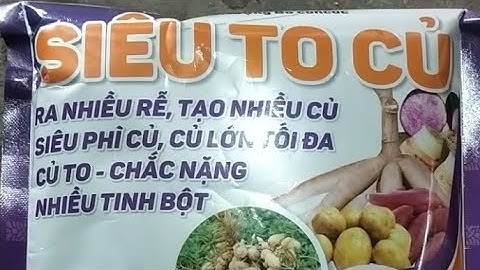 SIÊU TO CỦ
RA NHIỀU RỄ, TẠO NHIỀU CỦ
SIÊU PHÌ CỦ, CỦ LỚN TỐI ĐA
CỦ TO - CHẮC NẶNG
NHIỀU TINH BỘT